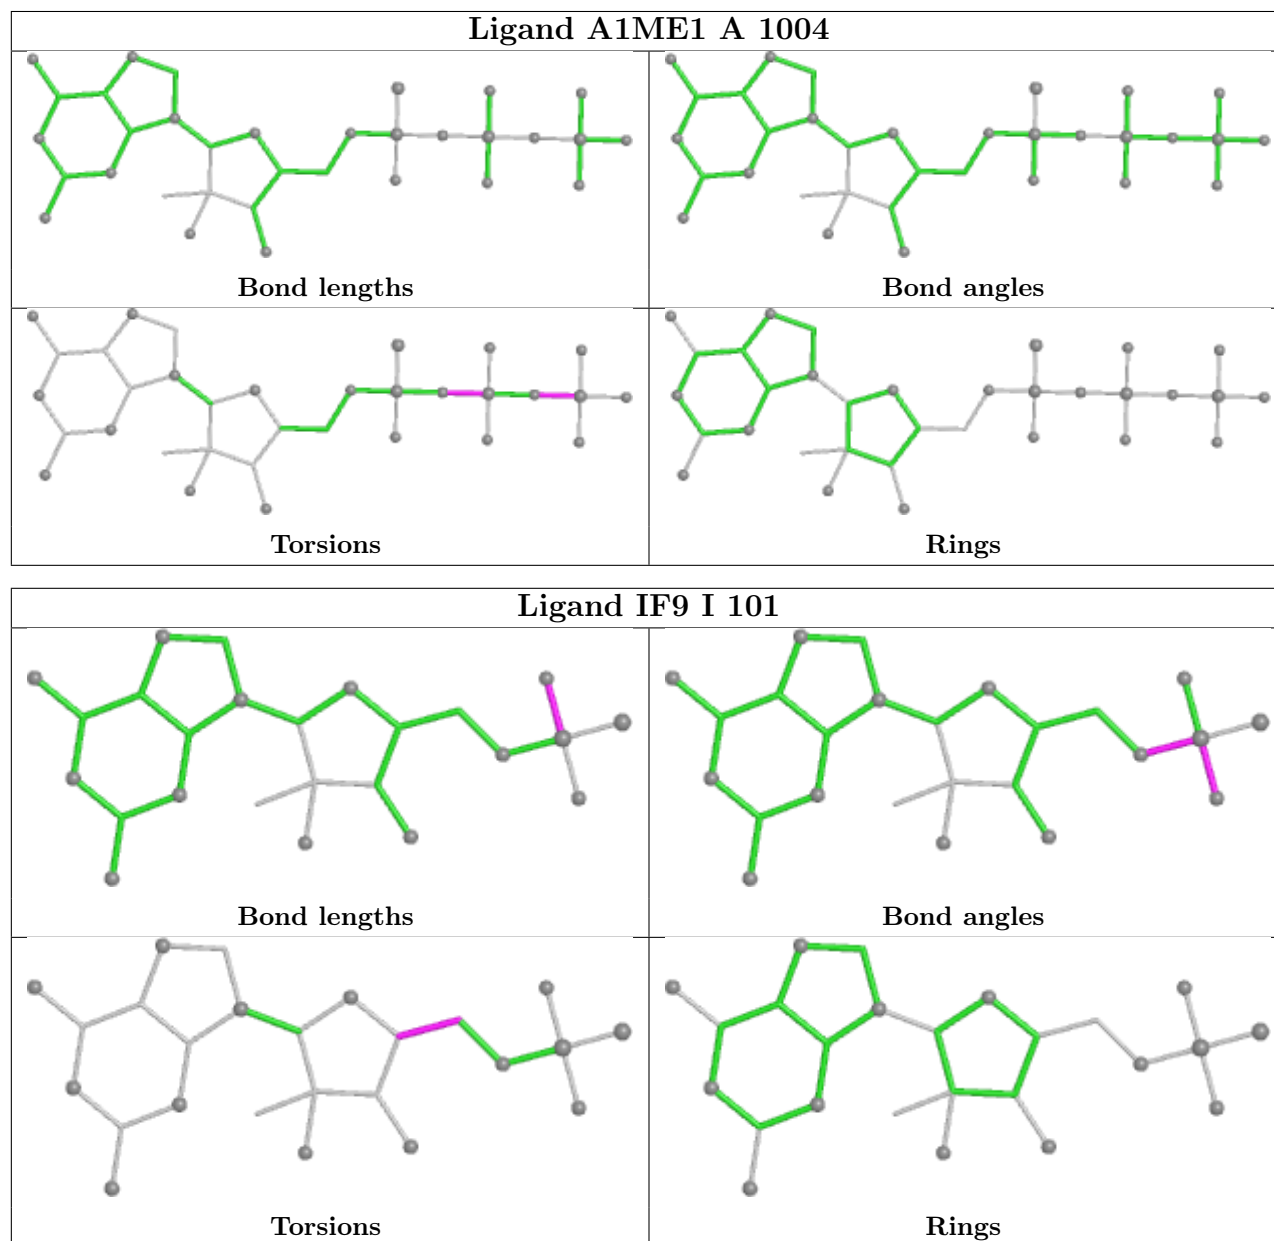 Ligand A1ME1 A 1004
Bond lengths
Bond angles
Torsions
Rings
Ligand IF9 I 101
Bond lengths
Bond angles
Torsions
Rings